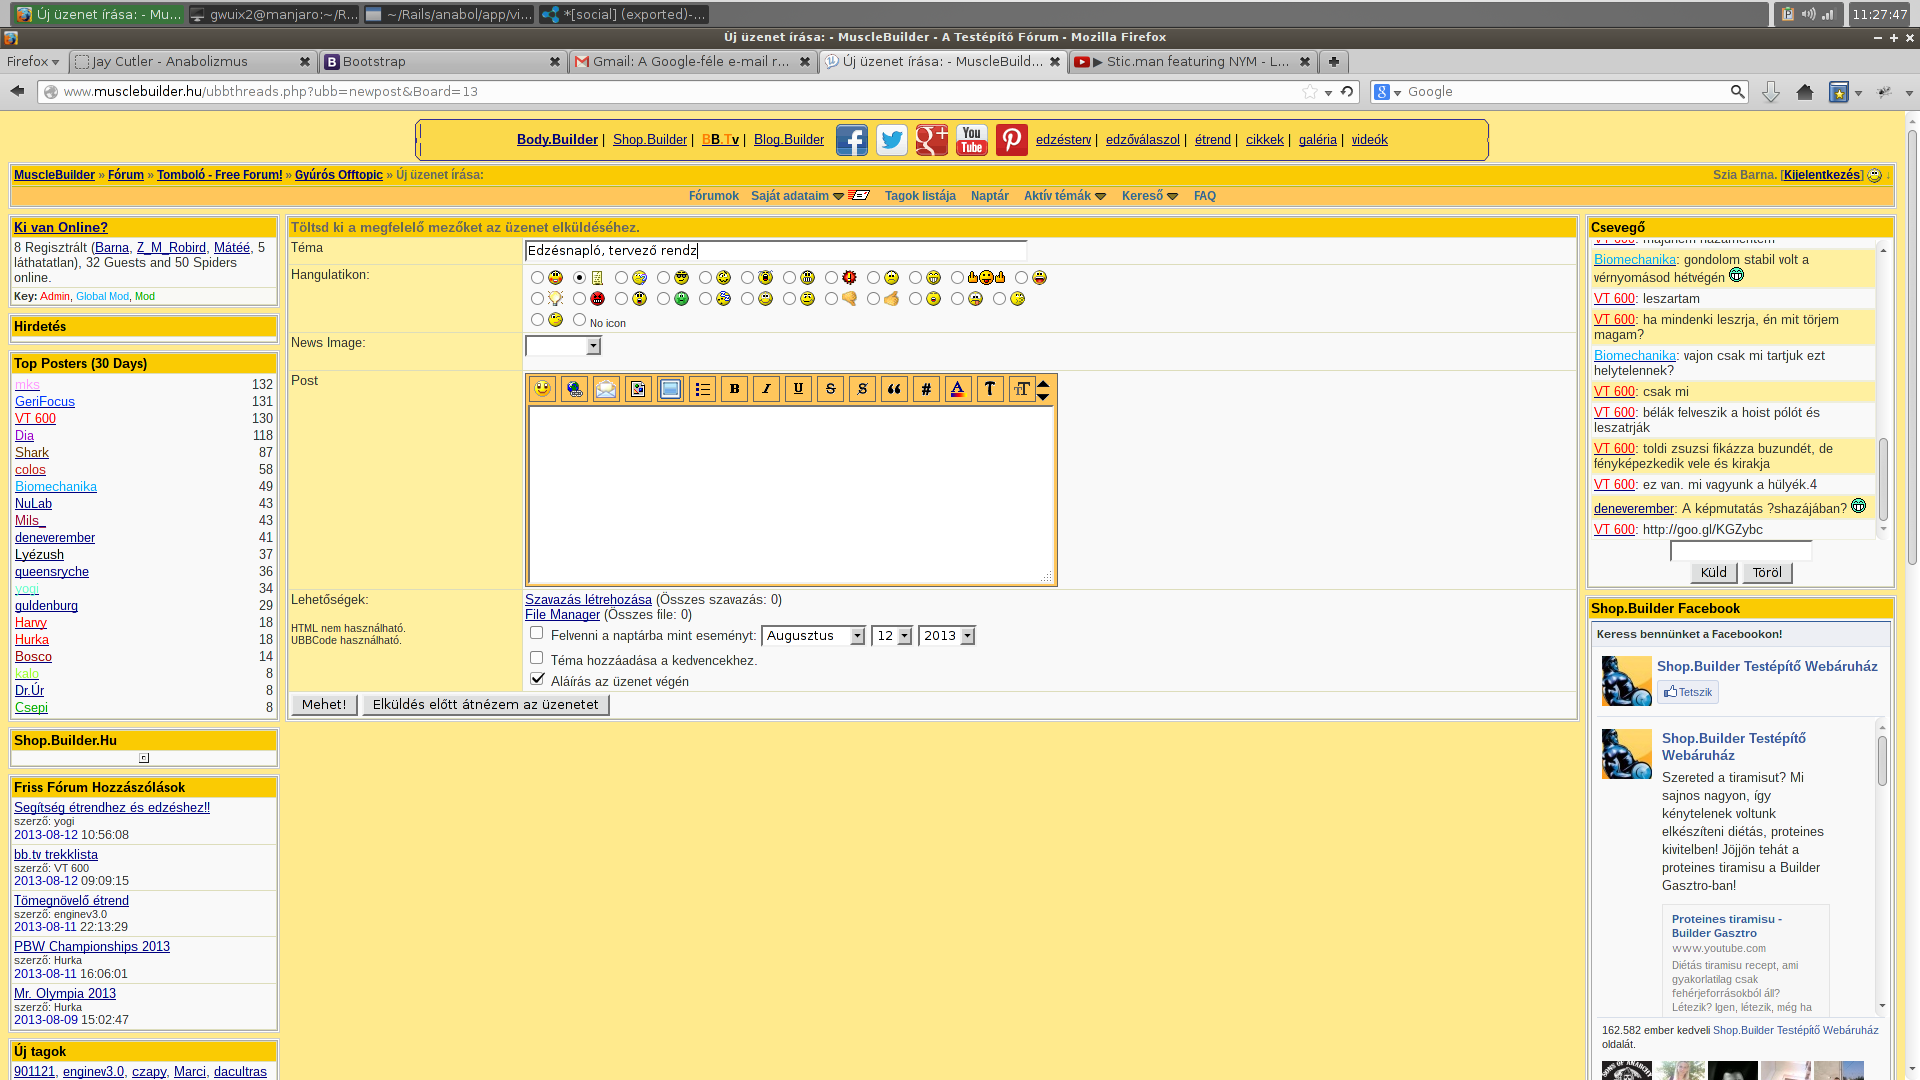 Új üzenet írása: - Mu...
gwuix2@manjaro:~/R...
~/Rails/anabol/app/vi...
*[social] (exported)-...
11:27:47
Új üzenet írása: - MuscleBuilder - A Testépítő Fórum - Mozilla Firefox
Firefox
Jay Cutler - Anabolizmus
Bootstrap
Gmail: A Google-féle e-mail r...
Új üzenet írása: - MuscleBuild...
▶ Stic.man featuring NYM - L...
www.musclebuilder.hu/ubbthreads.php?ubb=newpost&Board=13
Google
Body.Builder | Shop.Builder | BB.Tv | Blog.Builder
You Tube
edzésterv | edzőválaszol | étrend | cikkek | galéria | videók
MuscleBuilder » Fórum » Tomboló - Free Forum! » Gyúrós Offtopic » Új üzenet írása:
Szia Barna. [Kijelentkezés] ↓
Fórumok Saját adataim Tagok listája Naptár Aktív témák Kereső FAQ
Ki van Online?
8 Regisztrált (Barna, Z_M_Robird, Mátéé, 5
láthatatlan), 32 Guests and 50 Spiders
online.
Key: Admin, Global Mod, Mod
Hirdetés
Top Posters (30 Days)
mks 132
GeriFocus 131
VT 600 130
Dia 118
Shark 87
colos 58
Biomechanika 49
NuLab 43
Mils_ 43
deneverember 41
Lyézush 37
queensryche 36
yogi 34
guldenburg 29
Harvy 18
Hurka 18
Bosco 14
kalo 8
Dr.Úr 8
Csepi 8
Shop.Builder.Hu
Friss Fórum Hozzászólások
Segítség étrendhez és edzéshez!!
szerző: yogi
2013-08-12 10:56:08
bb.tv trekklista
szerző: VT 600
2013-08-12 09:09:15
Tömegnövelő étrend
szerző: enginev3.0
2013-08-11 22:13:29
PBW Championships 2013
szerző: Hurka
2013-08-11 16:06:01
Mr. Olympia 2013
szerző: Hurka
2013-08-09 15:02:47
Új tagok
901121, enginev3.0, czapy, Marci, dacultras
Töltsd ki a megfelelő mezőket az üzenet elküldéséhez.
Téma
Edzésnapló, tervező rendz
Hangulatikon:
No icon
News Image:
Post
B I U S S “ # A T TT
Lehetőségek:
HTML nem használható.
UBBCode használható.
Szavazás létrehozása (Összes szavazás: 0)
File Manager (Összes file: 0)
Felvenni a naptárba mint eseményt: Augusztus 12 2013
Téma hozzáadása a kedvencekhez.
Aláírás az üzenet végén
Mehet! Elküldés előtt átnézem az üzenetet
Csevegő
Biomechanika: gondolom stabil volt a
vérnyomásod hétvégén
VT 600: leszartam
VT 600: ha mindenki leszrja, én mit törjem
magam?
Biomechanika: vajon csak mi tartjuk ezt
helytelennek?
VT 600: csak mi
VT 600: bélák felveszik a hoist pólót és
leszatrják
VT 600: toldi zsuzsi fikázza buzundét, de
fényképezkedik vele és kirakja
VT 600: ez van. mi vagyunk a hülyék.4
deneverember: A képmutatás ?shazájában?
VT 600: http://goo.gl/KGZybc
Küld Töröl
Shop.Builder Facebook
Keress bennünket a Facebookon!
Shop.Builder Testépítő Webáruház
Tetszik
Shop.Builder Testépítő
Webáruház
Szereted a tiramisut? Mi
sajnos nagyon, így
kénytelenek voltunk
elkészíteni diétás, proteines
kivitelben! Jöjjön tehát a
proteines tiramisu a Builder
Gasztro-ban!
Proteines tiramisu -
Builder Gasztro
www.youtube.com
Diétás tiramisu recept, ami
gyakorlatilag csak
fehérjeforrásokból áll?
Létezik? Igen, létezik, még ha
162.582 ember kedveli Shop.Builder Testépítő Webáruház
oldalát.